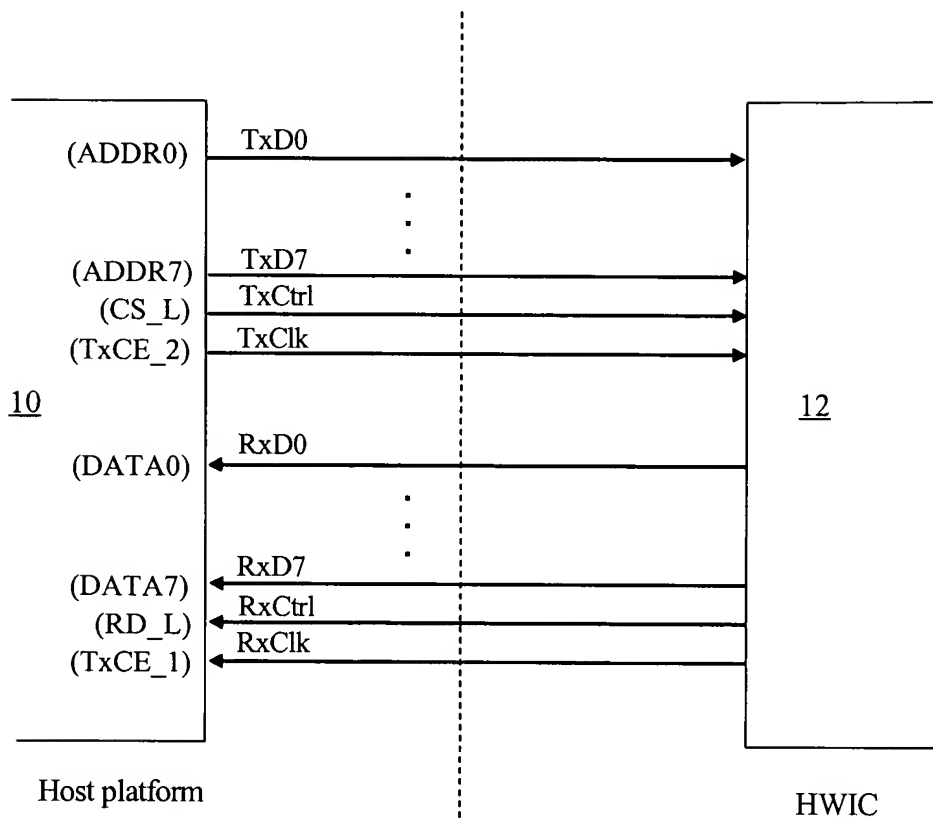 (ADDR0) TxD0
(ADDR7) TxD7
(CS_L) TxCtrl
(TxCE_2) TxClk
10
12
(DATA0) RxD0
(DATA7) RxD7
(RD_L) RxCtrl
(TxCE_1) RxClk
Host platform
HWIC